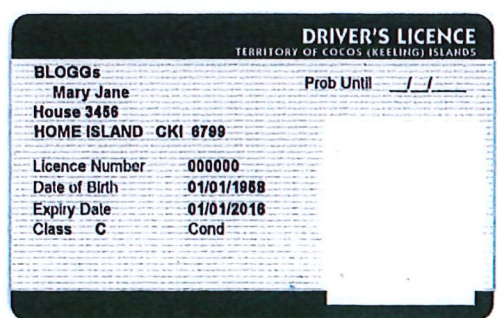 DRIVER'S LICENCE
TERRITORY OF COCOS (KEELING) ISLANDS
BLOGGs
Mary Jane
Prob Until __/__/____
House 3456
HOME ISLAND CKI 6799
Licence Number 000000
Date of Birth 01/01/1958
Expiry Date 01/01/2016
Class C Cond